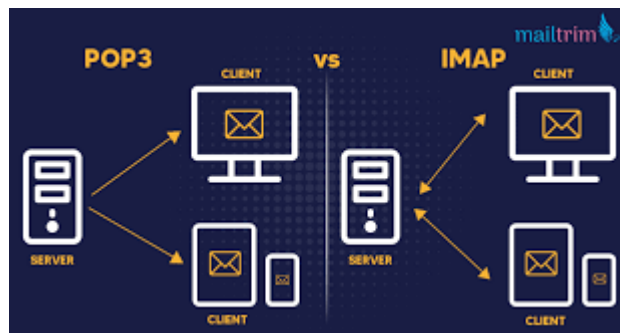 mailtrim
POP3 vs IMAP
CLIENT
CLIENT
SERVER
SERVER
CLIENT
CLIENT